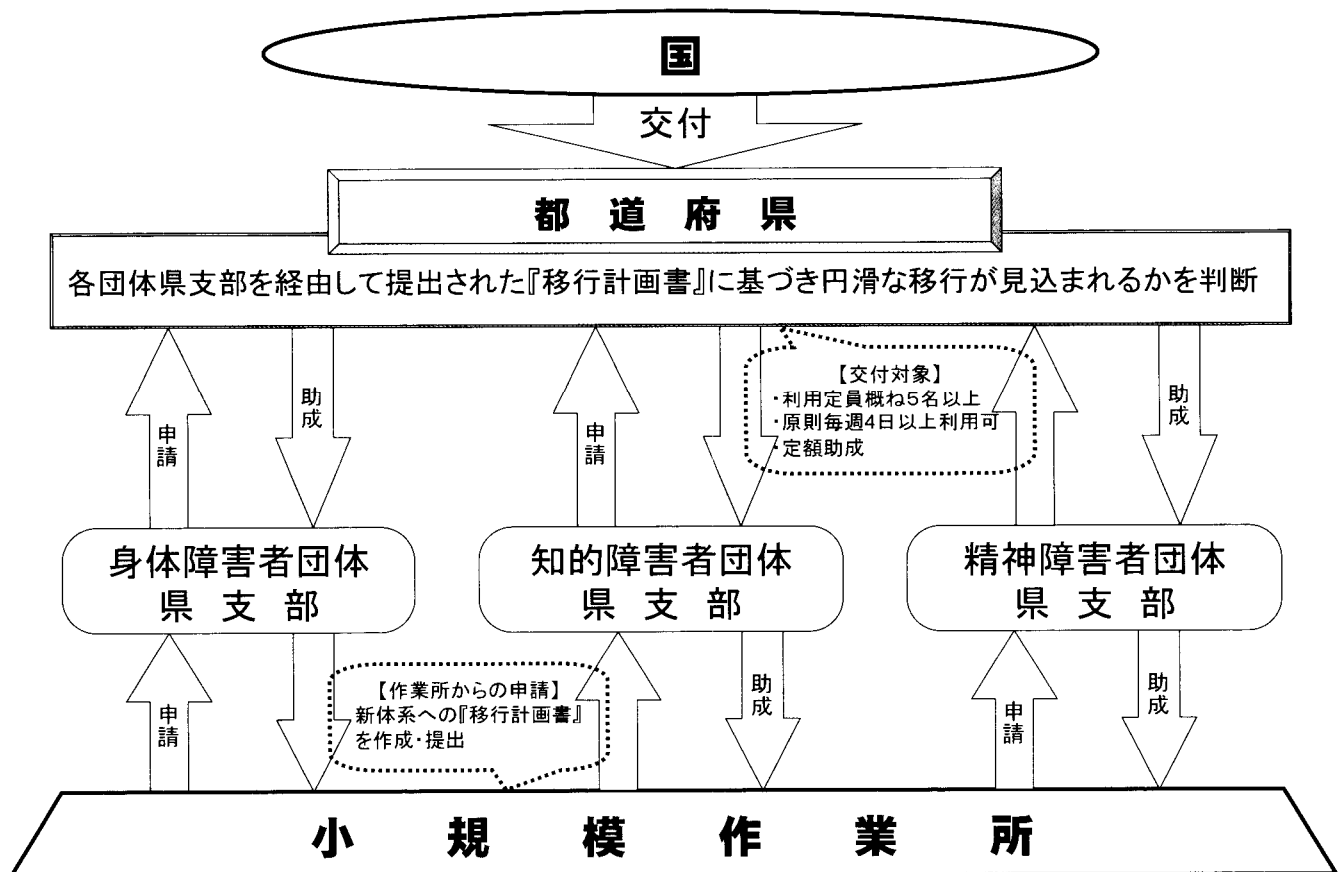 国
交付
都道府県
各団体県支部を経由して提出された『移行計画書』に基づき円滑な移行が見込まれるかを判断
申請
助成
申請
【交付対象】
・利用定員概ね5名以上
・原則毎週4日以上利用可
・定額助成
助成
身体障害者団体
県支部
知的障害者団体
県支部
精神障害者団体
県支部
申請
【作業所からの申請】
新体系への『移行計画書』
を作成・提出
助成
申請
助成
小規模作業所